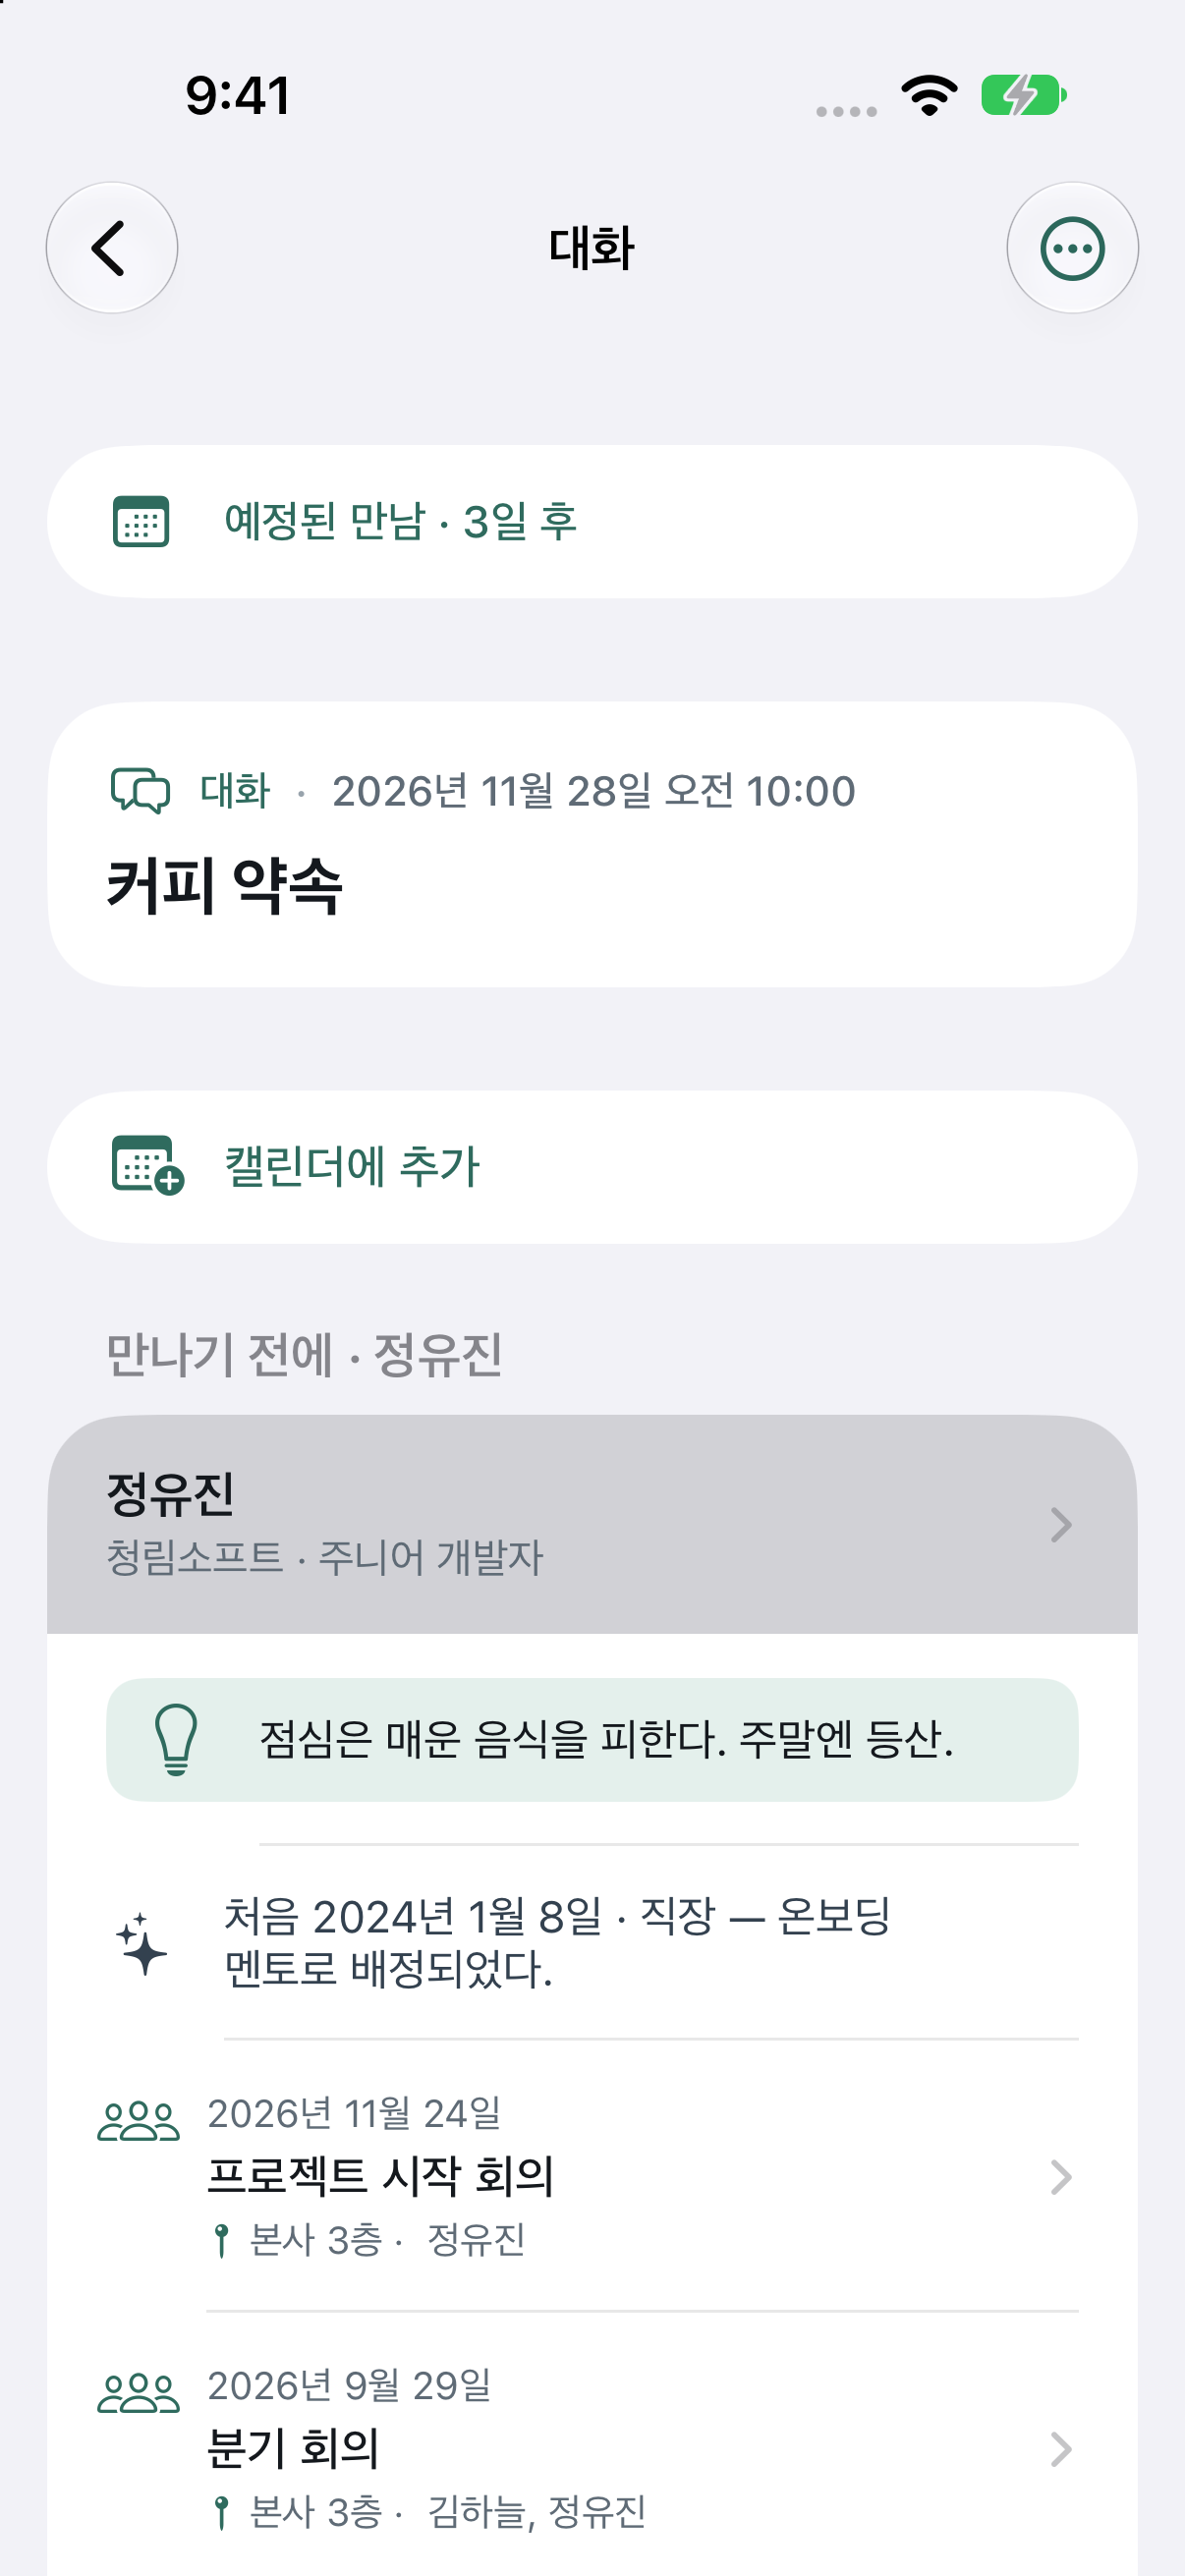 9:41
대화
예정된 만남 · 3일 후
대화 · 2026년 11월 28일 오전 10:00
커피 약속
캘린더에 추가
만나기 전에 · 정유진
정유진
청림소프트 · 주니어 개발자
점심은 매운 음식을 피한다. 주말엔 등산.
처음 2024년 1월 8일 · 직장 — 온보딩
멘토로 배정되었다.
2026년 11월 24일
프로젝트 시작 회의
본사 3층 · 정유진
2026년 9월 29일
분기 회의
본사 3층 · 김하늘, 정유진